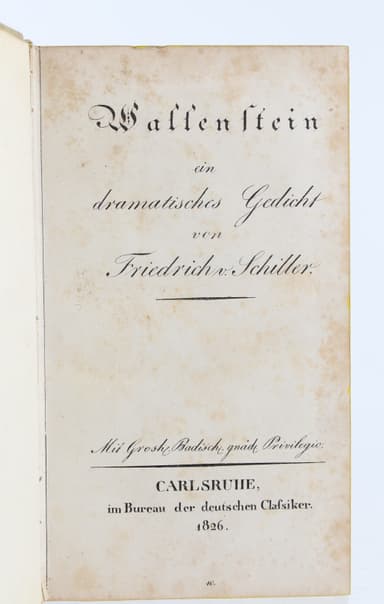 Wallenſtein
ein
dramatisches Gedicht
von
Friedrich v. Schiller.
Mit Grosh. Badisch. gnäd. Privilegio.
CARLSRUHE,
im Bureau der deutschen Claſsiker.
1826.